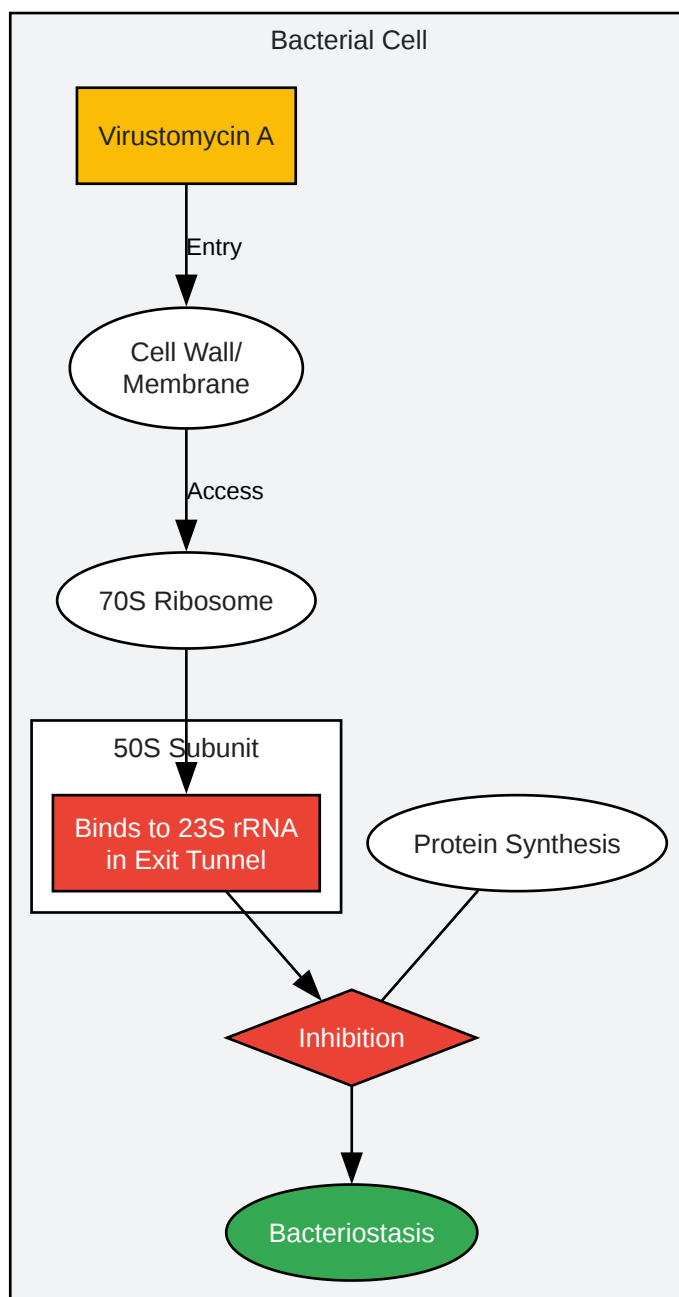 Bacterial Cell
Virustomycin A
Entry
Cell Wall/
Membrane
Access
70S Ribosome
50S Subunit
Binds to 23S rRNA
in Exit Tunnel
Protein Synthesis
Inhibition
Bacteriostasis